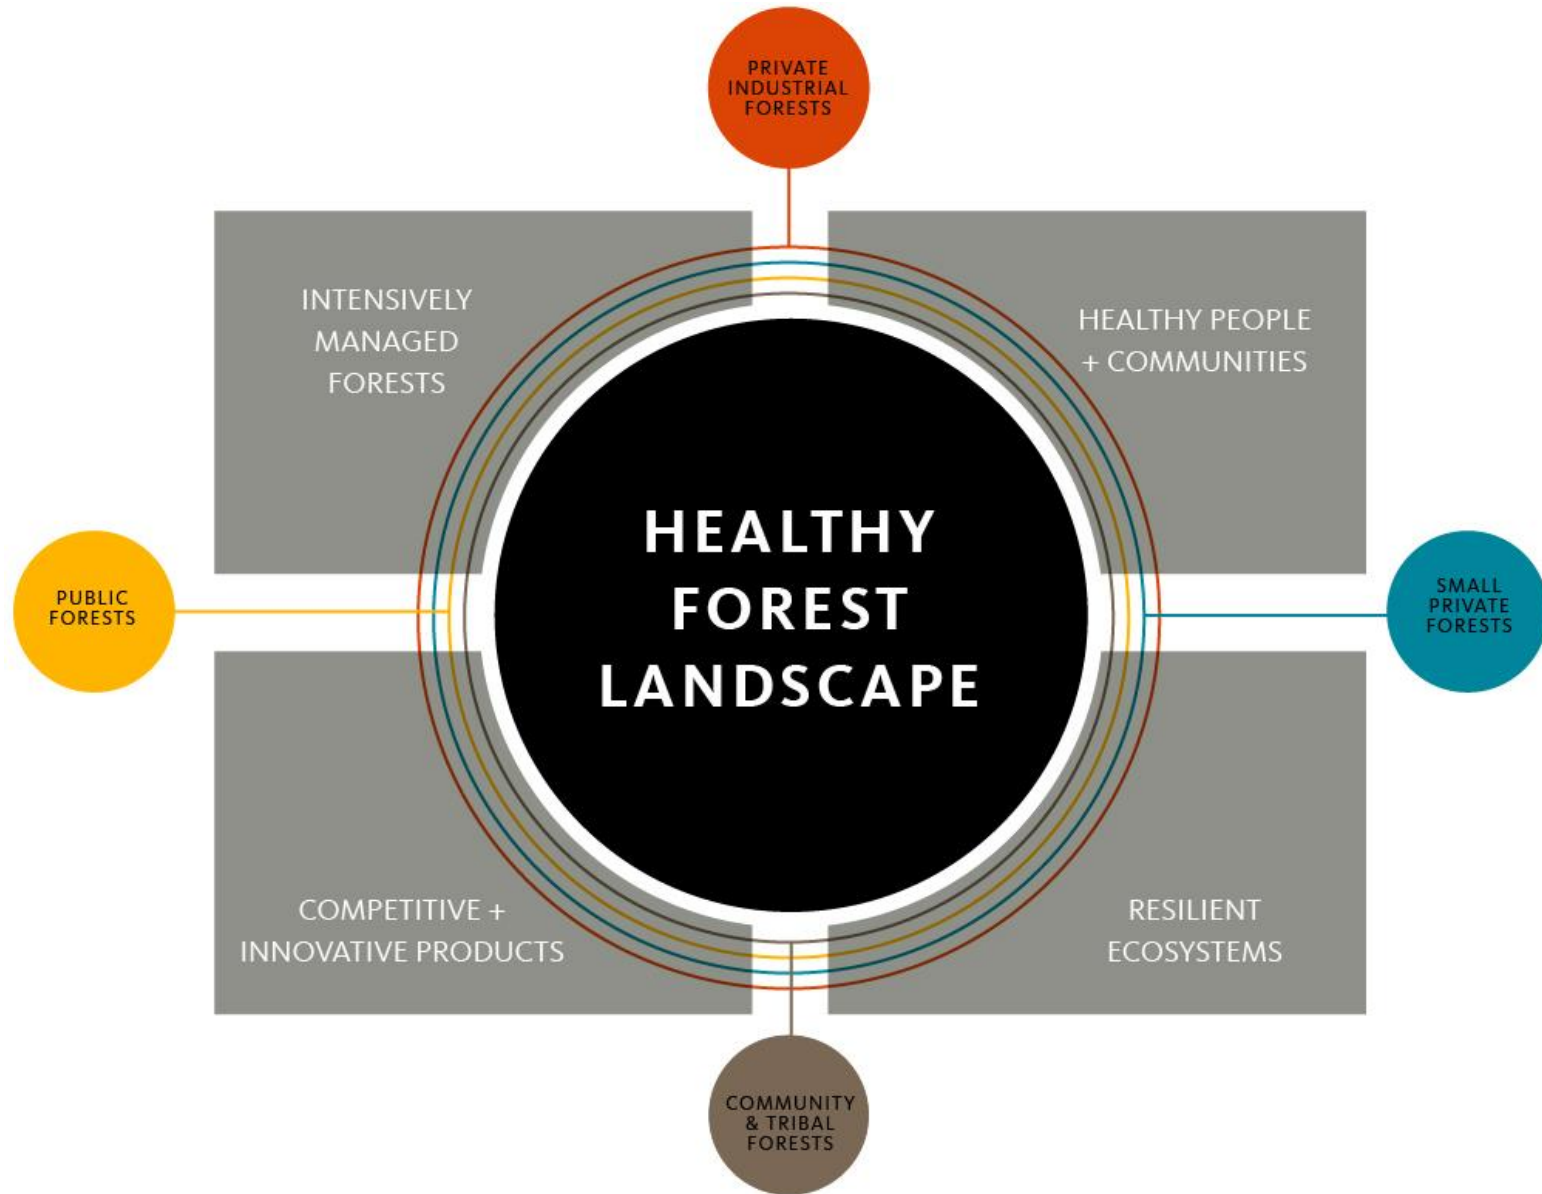 PRIVATE
INDUSTRIAL
FORESTS
INTENSIVELY
MANAGED
FORESTS
HEALTHY PEOPLE
+ COMMUNITIES
PUBLIC
FORESTS
HEALTHY
FOREST
LANDSCAPE
SMALL
PRIVATE
FORESTS
COMPETITIVE +
INNOVATIVE PRODUCTS
RESILIENT
ECOSYSTEMS
COMMUNITY
& TRIBAL
FORESTS